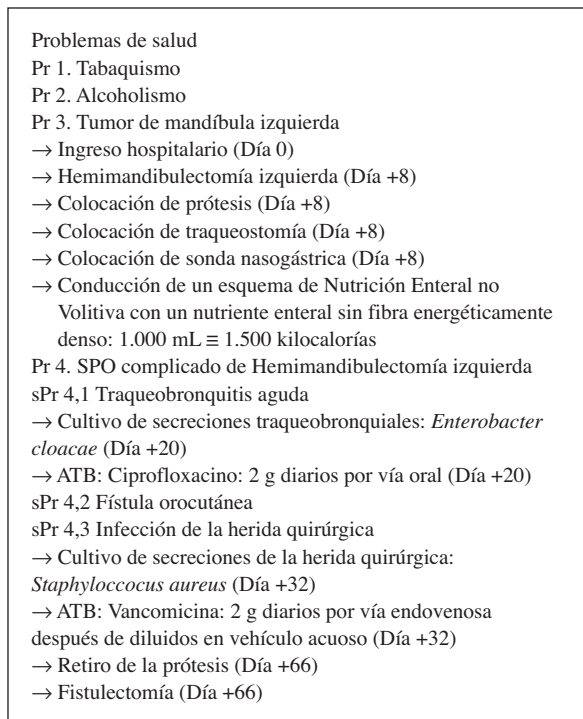 Problemas de salud
Pr 1. Tabaquismo
Pr 2. Alcoholismo
Pr 3. Tumor de mandíbula izquierda
→ Ingreso hospitalario (Día 0)
→ Hemimandibulectomía izquierda (Día +8)
→ Colocación de prótesis (Día +8)
→ Colocación de traqueostomía (Día +8)
→ Colocación de sonda nasogástrica (Día +8)
→ Conducción de un esquema de Nutrición Enteral no
Volitiva con un nutriente enteral sin fibra energéticamente
denso: 1.000 mL ≡ 1.500 kilocalorías
Pr 4. SPO complicado de Hemimandibulectomía izquierda
sPr 4,1 Traqueobronquitis aguda
→ Cultivo de secreciones traqueobronquiales: Enterobacter
cloacae (Día +20)
→ ATB: Ciprofloxacino: 2 g diarios por vía oral (Día +20)
sPr 4,2 Fístula orocutánea
sPr 4,3 Infección de la herida quirúrgica
→ Cultivo de secreciones de la herida quirúrgica:
Staphyloccocus aureus (Día +32)
→ ATB: Vancomicina: 2 g diarios por vía endovenosa
después de diluidos en vehículo acuoso (Día +32)
→ Retiro de la prótesis (Día +66)
→ Fistulectomía (Día +66)